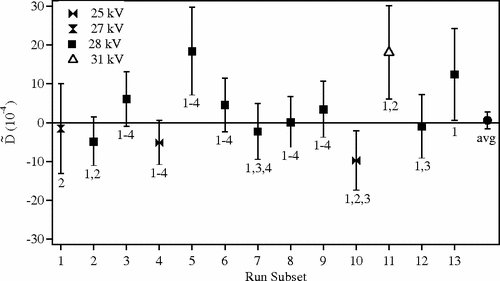 25 kV
27 kV
28 kV
31 kV
30
20
10
0
-10
-20
-30
D̃ (10⁻⁴)
2
1,2
1-4
1-4
1-4
1-4
1,3,4
1-4
1-4
1,2,3
1,2
1,3
1
avg
1 2 3 4 5 6 7 8 9 10 11 12 13
Run Subset